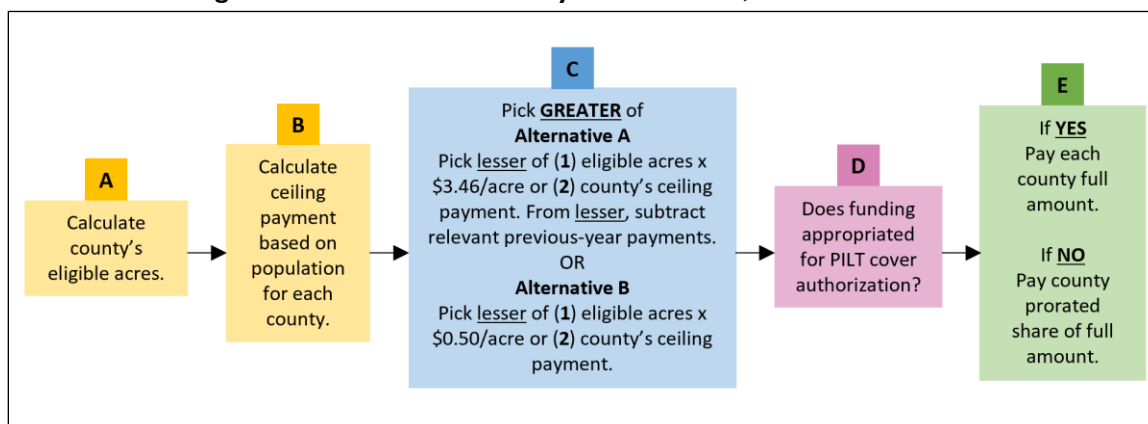 A
Calculate
county's
eligible acres.
B
Calculate
ceiling
payment
based on
population
for each
county.
C
Pick GREATER of
Alternative A
Pick lesser of (1) eligible acres x
$3.46/acre or (2) county's ceiling
payment. From lesser, subtract
relevant previous-year payments.
OR
Alternative B
Pick lesser of (1) eligible acres x
$0.50/acre or (2) county's ceiling
payment.
D
Does funding
appropriated
for PILT cover
authorization?
E
If YES
Pay each
county full
amount.
If NO
Pay county
prorated
share of full
amount.